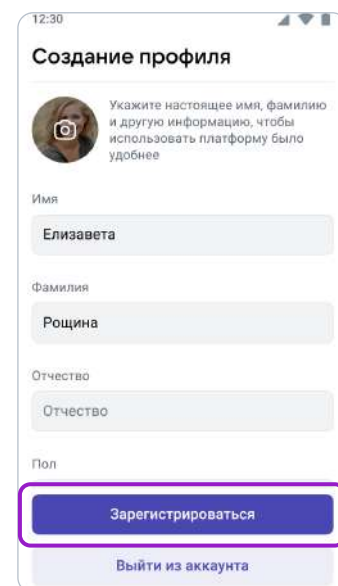 12:30
Создание профиля
Укажите настоящее имя, фамилию
и другую информацию, чтобы
использовать платформу было
удобнее
Имя
Елизавета
Фамилия
Рощина
Отчество
Отчество
Пол
Зарегистрироваться
Выйти из аккаунта